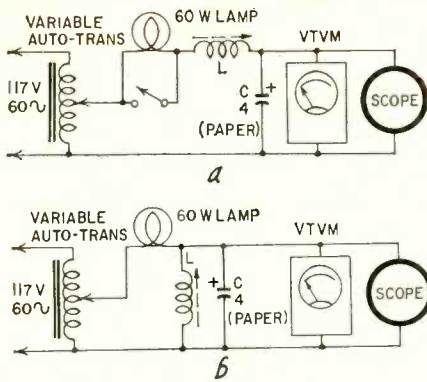 VARIABLE
AUTO-TRANS
60 W LAMP
VTVM
L
117 V
60~
C
4
+
(PAPER)
SCOPE
a
VARIABLE
AUTO-TRANS
60 W LAMP
VTVM
L
117 V
60~
+
C
4
(PAPER)
SCOPE
b